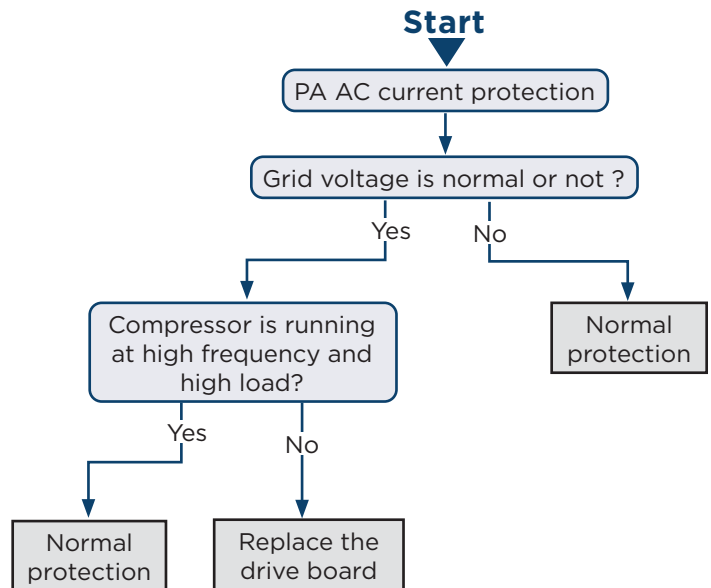 Start
PA AC current protection
Grid voltage is normal or not ?
Yes
No
Compressor is running
at high frequency and
high load?
Normal
protection
Yes
No
Normal
protection
Replace the
drive board